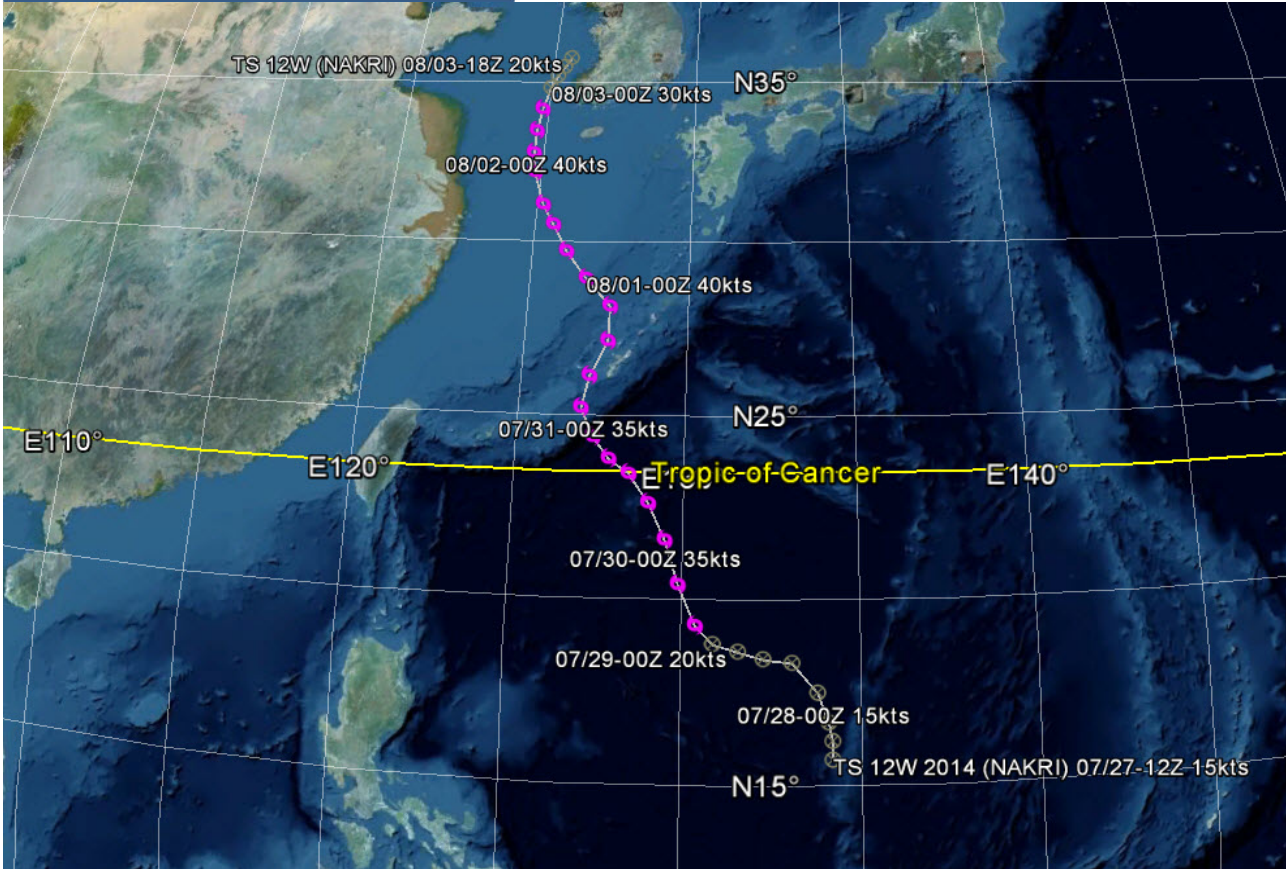 TS 12W (NAKRI) 08/03-18Z 20kts
N35°
08/03-00Z 30kts
08/02-00Z 40kts
08/01-00Z 40kts
N25°
07/31-00Z 35kts
E110°
E120°
Tropic of Cancer
E140°
07/30-00Z 35kts
07/29-00Z 20kts
07/28-00Z 15kts
TS 12W 2014 (NAKRI) 07/27-12Z 15kts
N15°